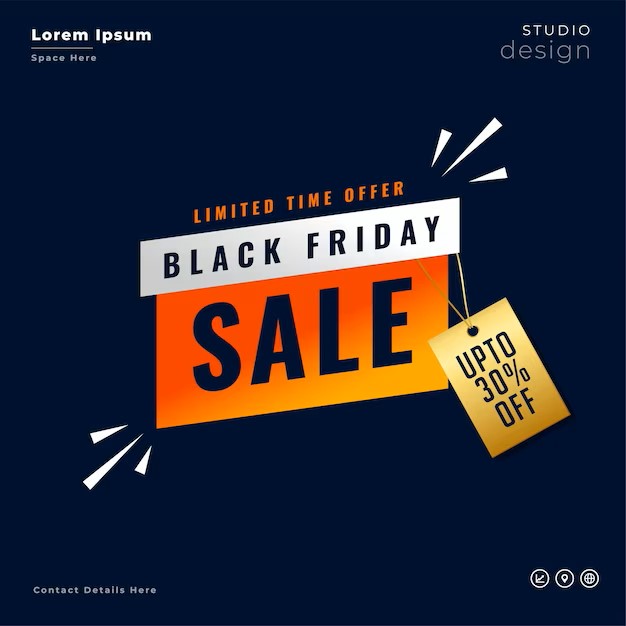 Lorem Ipsum
Space Here
STUDIO
design
LIMITED TIME OFFER
BLACK FRIDAY
SALE
UPTO
30%
OFF
Contact Details Here